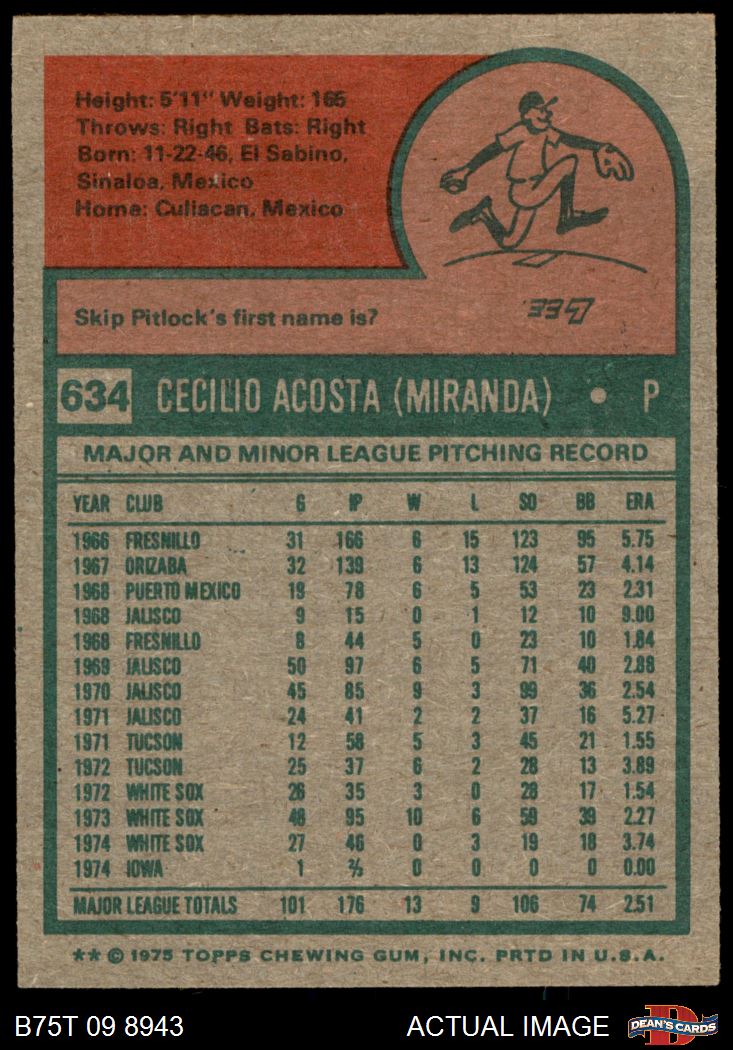 Height: 5'11" Weight: 165
Throws: Right Bats: Right
Born: 11-22-46, El Sabino,
Sinaloa, Mexico
Home: Culiacan, Mexico
Skip Pitlock's first name is?
LEE.
634 CECILIO ACOSTA (MIRANDA) • P
MAJOR AND MINOR LEAGUE PITCHING RECORD
YEAR CLUB G IP W L SO BB ERA
1966 FRESNILLO 31 166 6 15 123 95 5.75
1967 ORIZABA 32 139 6 13 124 57 4.14
1968 PUERTO MEXICO 19 78 6 5 53 23 2.31
1968 JALISCO 9 15 0 1 12 10 9.00
1968 FRESNILLO 8 44 5 0 23 10 1.84
1969 JALISCO 50 97 6 5 71 40 2.88
1970 JALISCO 45 85 9 3 99 36 2.54
1971 JALISCO 24 41 2 2 37 16 5.27
1971 TUCSON 12 58 5 3 45 21 1.55
1972 TUCSON 25 37 6 2 28 13 3.89
1972 WHITE SOX 26 35 3 0 28 17 1.54
1973 WHITE SOX 48 95 10 6 59 39 2.27
1974 WHITE SOX 27 46 0 3 19 18 3.74
1974 IOWA 1 ⅔ 0 0 0 0 0.00
MAJOR LEAGUE TOTALS 101 176 13 9 106 74 2.51
** © 1975 TOPPS CHEWING GUM, INC. PRTD IN U.S.A.
B75T 09 8943 ACTUAL IMAGE DEAN'S CARDS